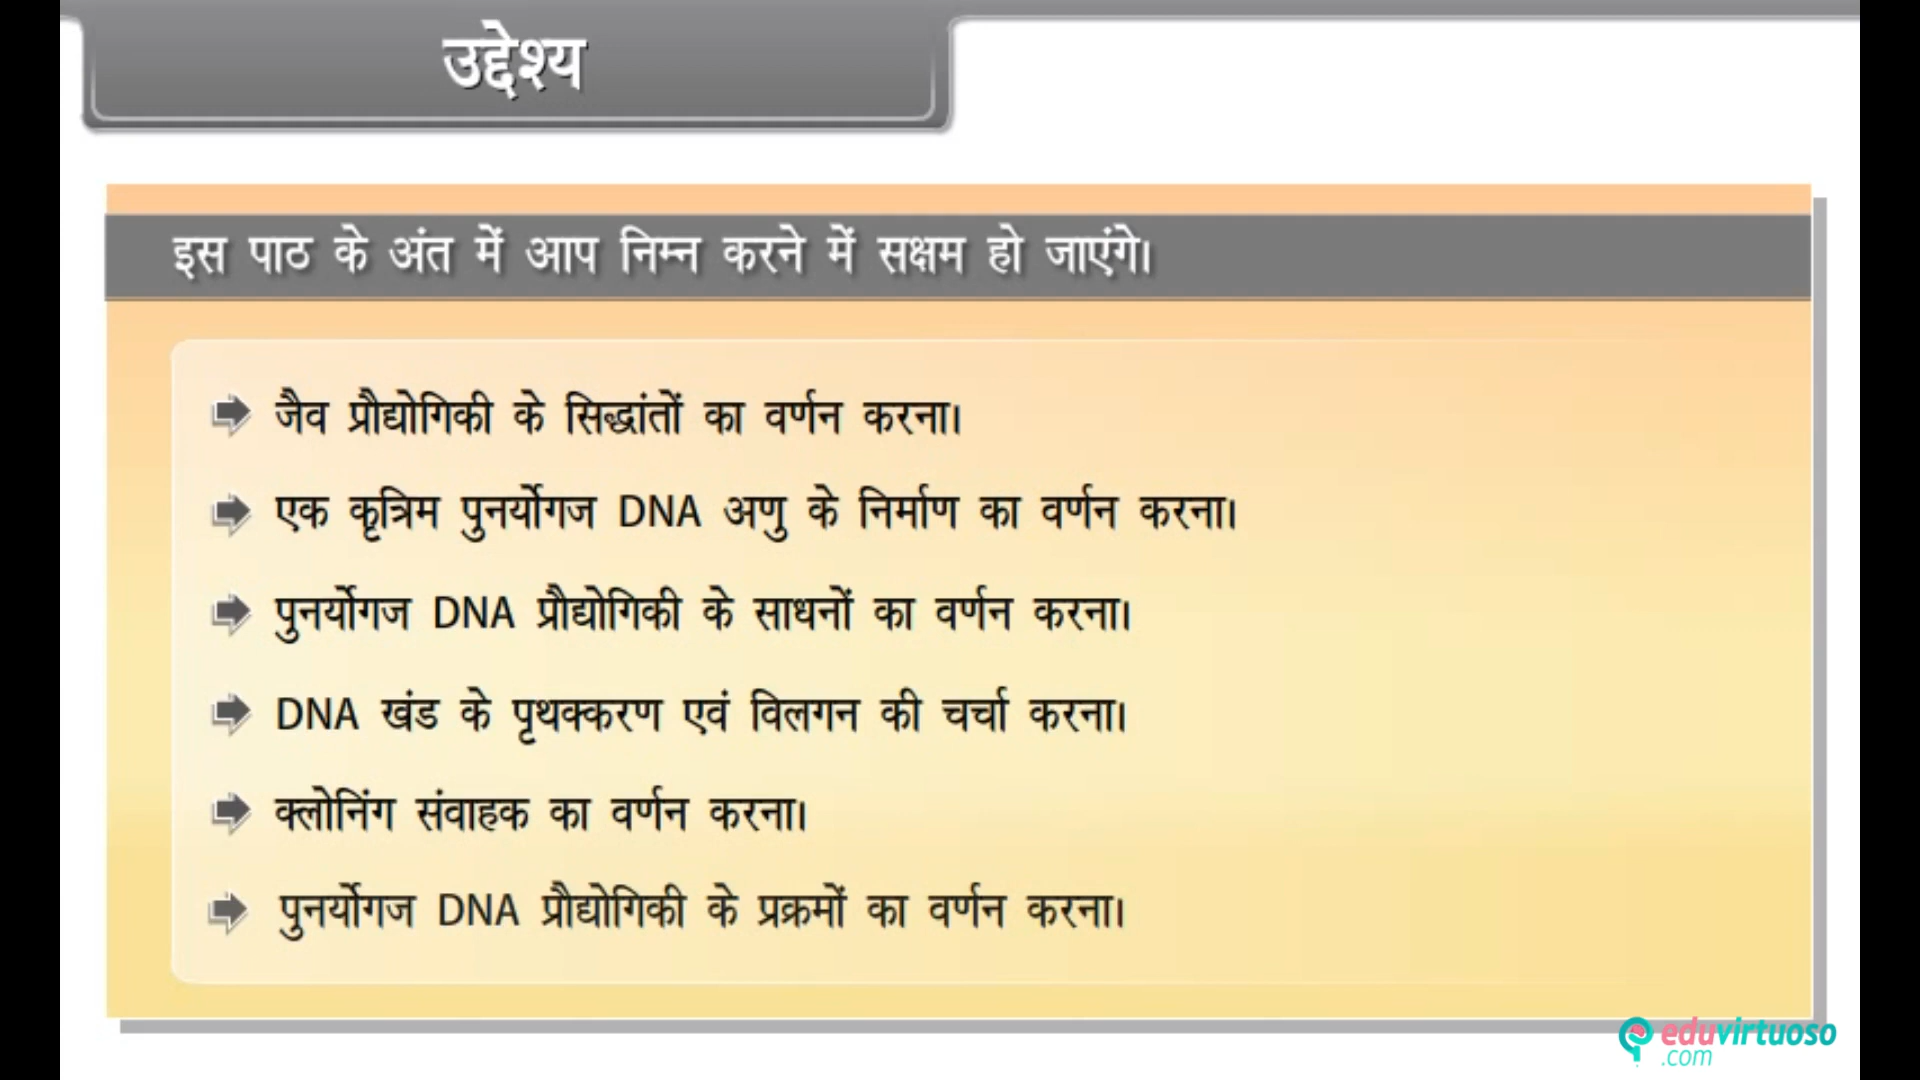 उद्देश्य
इस पाठ के अंत में आप निम्न करने में सक्षम हो जाएंगे।
जैव प्रौद्योगिकी के सिद्धांतों का वर्णन करना।
एक कृत्रिम पुनर्योगज DNA अणु के निर्माण का वर्णन करना।
पुनर्योगज DNA प्रौद्योगिकी के साधनों का वर्णन करना।
DNA खंड के पृथक्करण एवं विलगन की चर्चा करना।
क्लोनिंग संवाहक का वर्णन करना।
पुनर्योगज DNA प्रौद्योगिकी के प्रक्रमों का वर्णन करना।
eduvirtuoso
.com